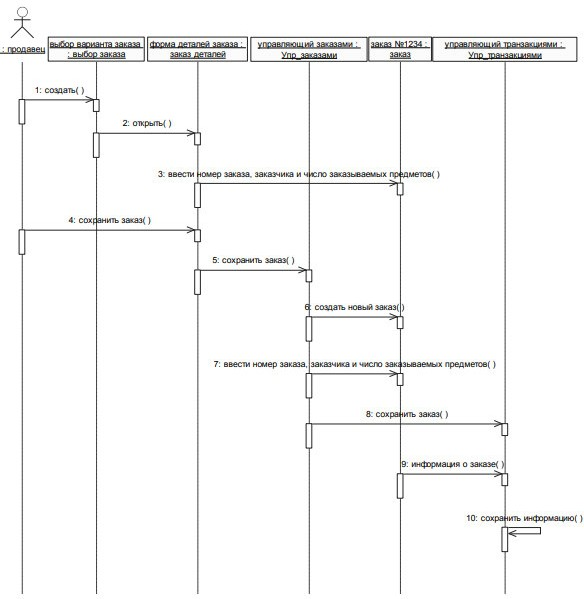 : продавец
выбор варианта заказа
: выбор заказа
форма деталей заказа :
заказ деталей
управляющий заказами :
Упр_заказами
заказ №1234 :
заказ
управляющий транзакциями :
Упр_транзакциями
1: создать( )
2: открыть( )
3: ввести номер заказа, заказчика и число заказываемых предметов( )
4: сохранить заказ( )
5: сохранить заказ( )
6: создать новый заказ( )
7: ввести номер заказа, заказчика и число заказываемых предметов( )
8: сохранить заказ( )
9: информация о заказе( )
10: сохранить информацию( )